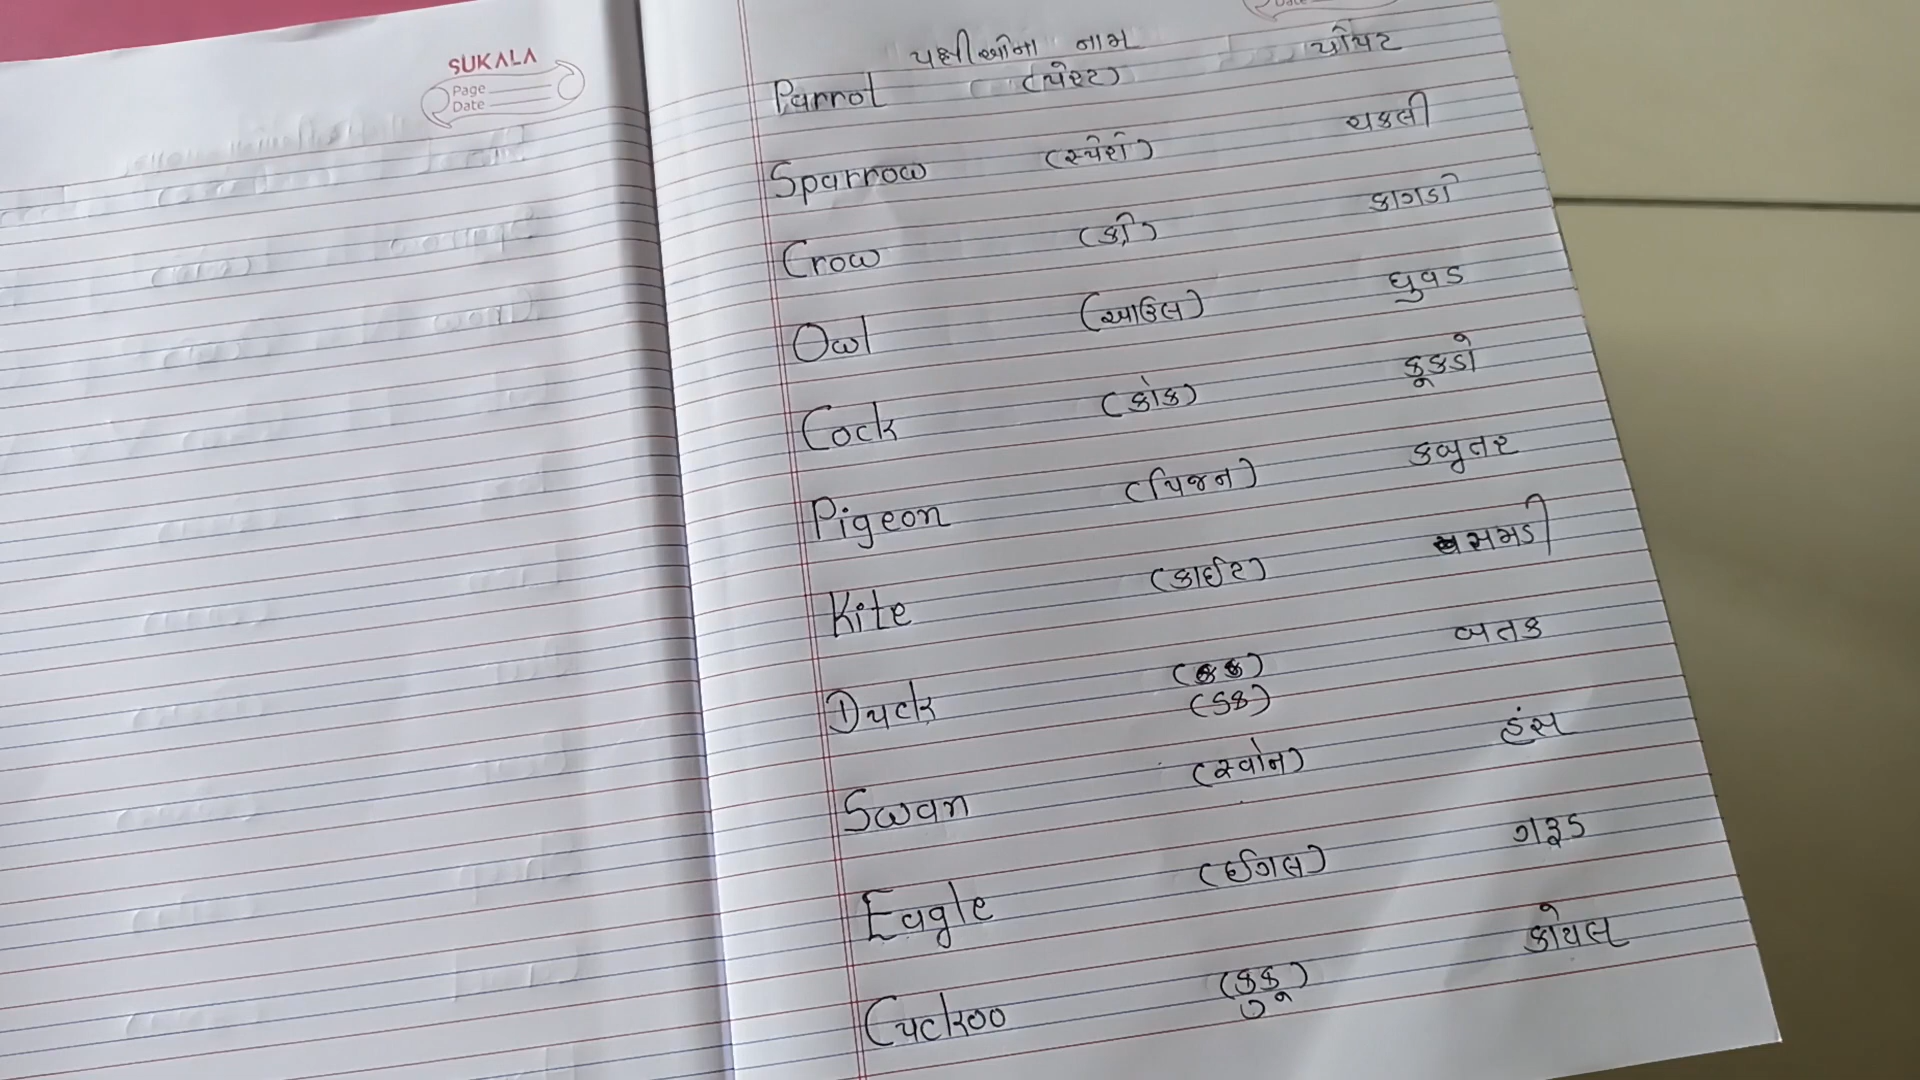 SUKALA
Page
Date
પક્ષીઓના નામ
Parrot (પેરટ) પોપટ
Sparrow (સ્પેરો) ચકલી
Crow (ક્રો) કાગડો
Owl (આઉલ) ઘુવડ
Cock (કોક) કૂકડો
Pigeon (પિજન) કબુતર
Kite (કાઈટ) સમડી
Duck (ડક) બતક
Swan (સ્વોન) હંસ
Eagle (ઈગલ) ગરૂડ
Cuckoo (કુકૂ) કોયલ